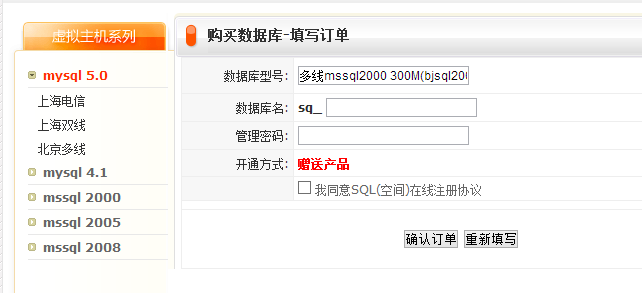 虚拟主机系列
mysql 5.0
上海电信
上海双线
北京多线
mysql 4.1
mssql 2000
mssql 2005
mssql 2008
购买数据库-填写订单
数据库型号: 多线mssql2000 300M(bjsql200
数据库名: sq_
管理密码:
开通方式: 赠送产品
我同意SQL(空间)在线注册协议
确认订单 重新填写